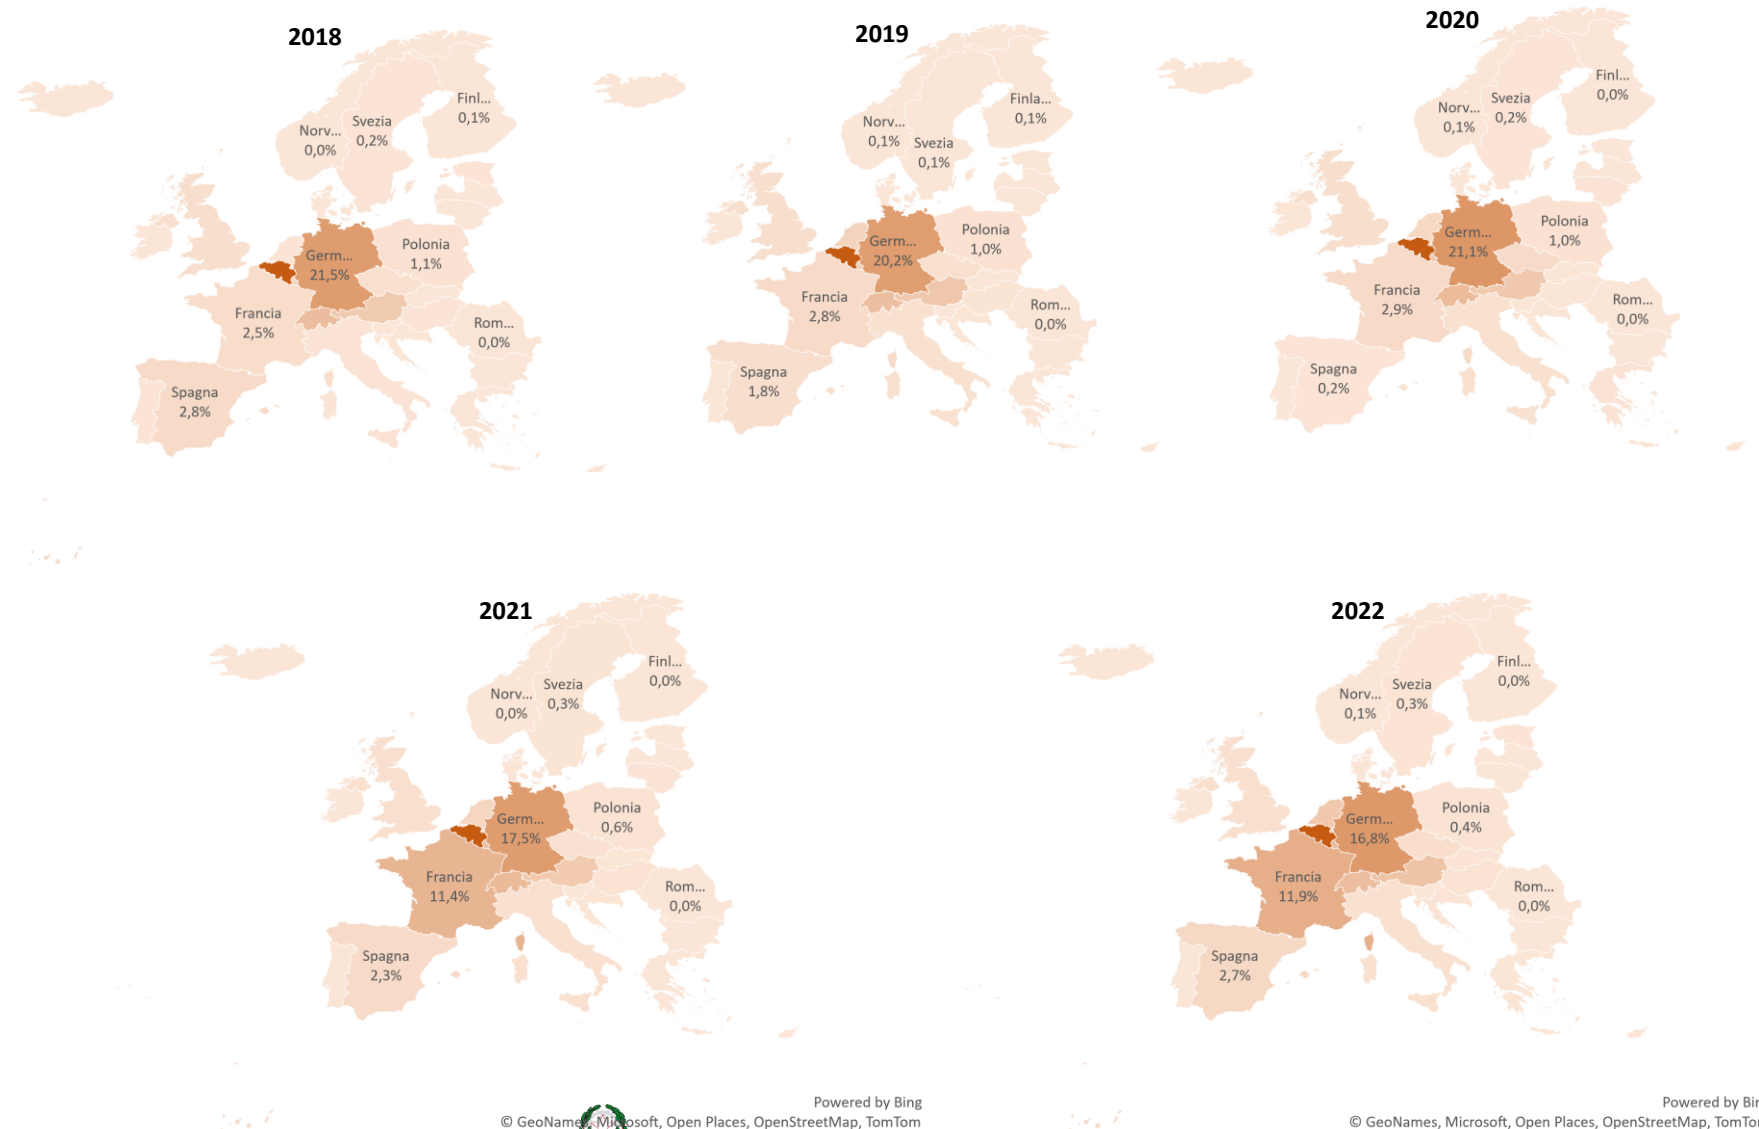 2018
Finl...
0,1%
Svezia
0,2%
Norv...
0,0%
Polonia
1,1%
Germ...
21,5%
Francia
2,5%
Rom...
0,0%
Spagna
2,8%
2019
Finla...
0,1%
Norv...
0,1%
Svezia
0,1%
Polonia
1,0%
Germ...
20,2%
Francia
2,8%
Rom...
0,0%
Spagna
1,8%
2020
Finl...
0,0%
Svezia
0,2%
Norv...
0,1%
Polonia
1,0%
Germ...
21,1%
Francia
2,9%
Rom...
0,0%
Spagna
0,2%
2021
Finl...
0,0%
Svezia
0,3%
Norv...
0,0%
Polonia
0,6%
Germ...
17,5%
Francia
11,4%
Rom...
0,0%
Spagna
2,3%
Powered by Bing
© GeoNames, Microsoft, Open Places, OpenStreetMap, TomTom
2022
Finl...
0,0%
Svezia
0,3%
Norv...
0,1%
Polonia
0,4%
Germ...
16,8%
Francia
11,9%
Rom...
0,0%
Spagna
2,7%
Powered by Bin
© GeoNames, Microsoft, Open Places, OpenStreetMap, TomTo